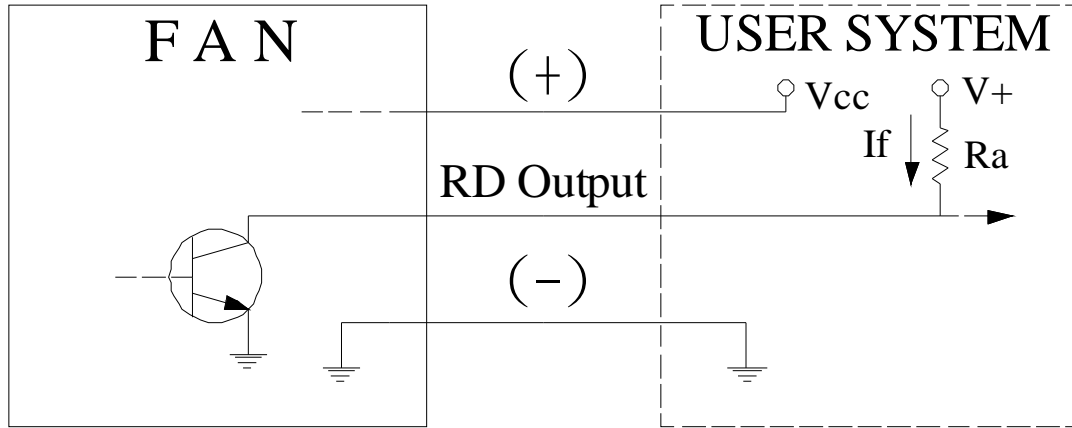 F A N
USER SYSTEM
(+)
Vcc
V+
If
Ra
RD Output
(−)